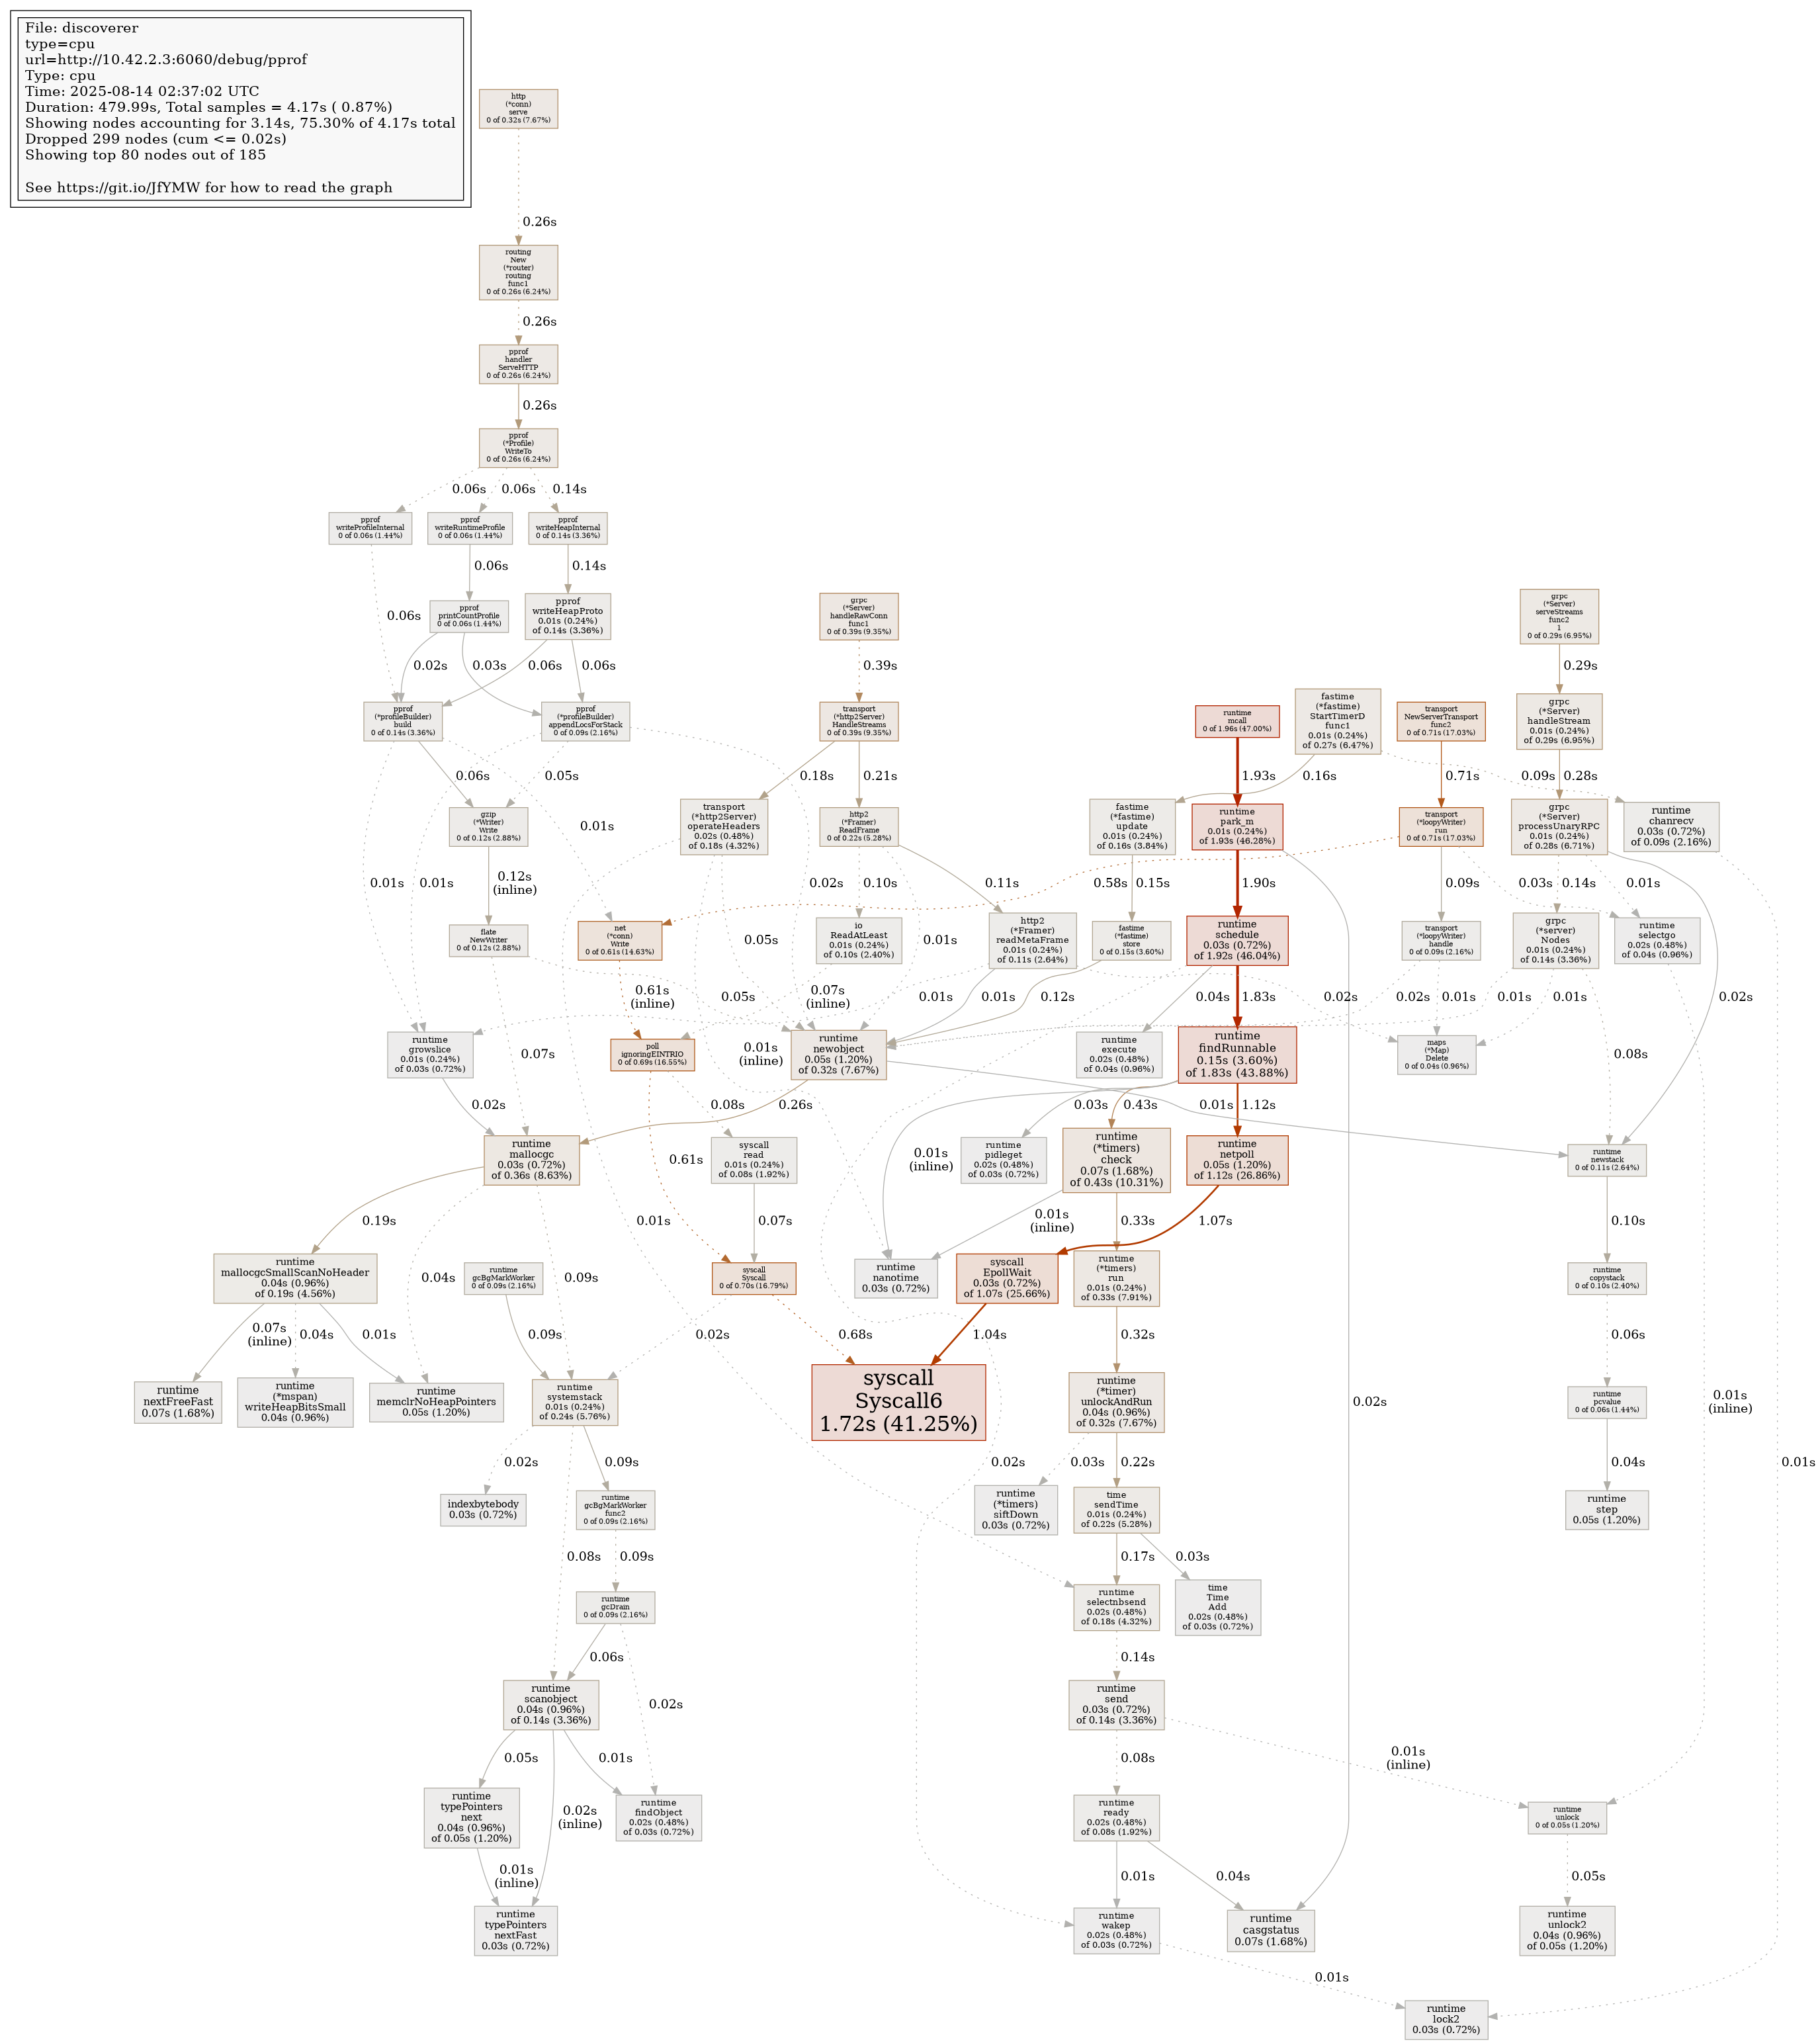 File: discoverer
type=cpu
url=http://10.42.2.3:6060/debug/pprof
Type: cpu
Time: 2025-08-14 02:37:02 UTC
Duration: 479.99s, Total samples = 4.17s ( 0.87%)
Showing nodes accounting for 3.14s, 75.30% of 4.17s total
Dropped 299 nodes (cum <= 0.02s)
Showing top 80 nodes out of 185
See https://git.io/JfYMW for how to read the graph
http
(*conn)
serve
0 of 0.32s (7.67%)
0.26s
routing
New
(*router)
routing
func1
0 of 0.26s (6.24%)
0.26s
pprof
handler
ServeHTTP
0 of 0.26s (6.24%)
0.26s
pprof
(*Profile)
WriteTo
0 of 0.26s (6.24%)
0.06s
0.06s
0.14s
pprof
writeProfileInternal
0 of 0.06s (1.44%)
pprof
writeRuntimeProfile
0 of 0.06s (1.44%)
pprof
writeHeapInternal
0 of 0.14s (3.36%)
0.06s
0.14s
0.06s
pprof
printCountProfile
0 of 0.06s (1.44%)
pprof
writeHeapProto
0.01s (0.24%)
of 0.14s (3.36%)
grpc
(*Server)
handleRawConn
func1
0 of 0.39s (9.35%)
grpc
(*Server)
serveStreams
func2
1
0 of 0.29s (6.95%)
0.02s
0.03s
0.06s
0.06s
0.39s
0.29s
pprof
(*profileBuilder)
build
0 of 0.14s (3.36%)
pprof
(*profileBuilder)
appendLocsForStack
0 of 0.09s (2.16%)
transport
(*http2Server)
HandleStreams
0 of 0.39s (9.35%)
runtime
mcall
0 of 1.96s (47.00%)
fastime
(*fastime)
StartTimerD
func1
0.01s (0.24%)
of 0.27s (6.47%)
transport
NewServerTransport
func2
0 of 0.71s (17.03%)
grpc
(*Server)
handleStream
0.01s (0.24%)
of 0.29s (6.95%)
0.06s
0.05s
0.01s
0.18s
0.21s
1.93s
0.16s
0.09s
0.71s
0.28s
gzip
(*Writer)
Write
0 of 0.12s (2.88%)
transport
(*http2Server)
operateHeaders
0.02s (0.48%)
of 0.18s (4.32%)
http2
(*Framer)
ReadFrame
0 of 0.22s (5.28%)
fastime
(*fastime)
update
0.01s (0.24%)
of 0.16s (3.84%)
runtime
park_m
0.01s (0.24%)
of 1.93s (46.28%)
transport
(*loopyWriter)
run
0 of 0.71s (17.03%)
grpc
(*Server)
processUnaryRPC
0.01s (0.24%)
of 0.28s (6.71%)
runtime
chanrecv
0.03s (0.72%)
of 0.09s (2.16%)
0.01s
0.01s
0.12s
(inline)
0.02s
0.10s
0.11s
0.58s
0.15s
1.90s
0.09s
0.03s
0.14s
0.01s
flate
NewWriter
0 of 0.12s (2.88%)
net
(*conn)
Write
0 of 0.61s (14.63%)
io
ReadAtLeast
0.01s (0.24%)
of 0.10s (2.40%)
http2
(*Framer)
readMetaFrame
0.01s (0.24%)
of 0.11s (2.64%)
fastime
(*fastime)
store
0 of 0.15s (3.60%)
runtime
schedule
0.03s (0.72%)
of 1.92s (46.04%)
transport
(*loopyWriter)
handle
0 of 0.09s (2.16%)
grpc
(*server)
Nodes
0.01s (0.24%)
of 0.14s (3.36%)
runtime
selectgo
0.02s (0.48%)
of 0.04s (0.96%)
0.05s
0.01s
0.61s
(inline)
0.05s
0.07s
(inline)
0.01s
0.01s
0.12s
0.04s
1.83s
0.02s
0.02s
0.01s
0.01s
0.01s
0.02s
runtime
growslice
0.01s (0.24%)
of 0.03s (0.72%)
0.07s
poll
ignoringEINTRIO
0 of 0.69s (16.55%)
0.01s
(inline)
runtime
newobject
0.05s (1.20%)
of 0.32s (7.67%)
runtime
execute
0.02s (0.48%)
of 0.04s (0.96%)
runtime
findRunnable
0.15s (3.60%)
of 1.83s (43.88%)
maps
(*Map)
Delete
0 of 0.04s (0.96%)
0.08s
0.02s
0.08s
0.26s
0.03s
0.43s
0.01s
1.12s
runtime
mallocgc
0.03s (0.72%)
of 0.36s (8.63%)
0.61s
syscall
read
0.01s (0.24%)
of 0.08s (1.92%)
0.01s
(inline)
runtime
pidleget
0.02s (0.48%)
of 0.03s (0.72%)
runtime
(*timers)
check
0.07s (1.68%)
of 0.43s (10.31%)
runtime
netpoll
0.05s (1.20%)
of 1.12s (26.86%)
runtime
newstack
0 of 0.11s (2.64%)
0.19s
0.01s
0.07s
0.01s
(inline)
0.33s
1.07s
0.10s
runtime
mallocgcSmallScanNoHeader
0.04s (0.96%)
of 0.19s (4.56%)
0.04s
runtime
gcBgMarkWorker
0 of 0.09s (2.16%)
0.09s
syscall
Syscall
0 of 0.70s (16.79%)
runtime
nanotime
0.03s (0.72%)
syscall
EpollWait
0.03s (0.72%)
of 1.07s (25.66%)
runtime
(*timers)
run
0.01s (0.24%)
of 0.33s (7.91%)
runtime
copystack
0 of 0.10s (2.40%)
0.07s
(inline)
0.04s
0.01s
0.09s
0.02s
0.68s
1.04s
0.32s
0.06s
runtime
nextFreeFast
0.07s (1.68%)
runtime
(*mspan)
writeHeapBitsSmall
0.04s (0.96%)
runtime
memclrNoHeapPointers
0.05s (1.20%)
runtime
systemstack
0.01s (0.24%)
of 0.24s (5.76%)
syscall
Syscall6
1.72s (41.25%)
runtime
(*timer)
unlockAndRun
0.04s (0.96%)
of 0.32s (7.67%)
0.02s
runtime
pcvalue
0 of 0.06s (1.44%)
0.01s
(inline)
0.02s
0.09s
0.02s
0.03s
0.22s
0.04s
0.01s
indexbytebody
0.03s (0.72%)
runtime
gcBgMarkWorker
func2
0 of 0.09s (2.16%)
runtime
(*timers)
siftDown
0.03s (0.72%)
time
sendTime
0.01s (0.24%)
of 0.22s (5.28%)
runtime
step
0.05s (1.20%)
0.08s
0.09s
0.17s
0.03s
runtime
gcDrain
0 of 0.09s (2.16%)
runtime
selectnbsend
0.02s (0.48%)
of 0.18s (4.32%)
time
Time
Add
0.02s (0.48%)
of 0.03s (0.72%)
0.06s
0.14s
runtime
scanobject
0.04s (0.96%)
of 0.14s (3.36%)
0.02s
runtime
send
0.03s (0.72%)
of 0.14s (3.36%)
0.05s
0.01s
0.08s
0.01s
(inline)
runtime
typePointers
next
0.04s (0.96%)
of 0.05s (1.20%)
0.02s
(inline)
runtime
findObject
0.02s (0.48%)
of 0.03s (0.72%)
runtime
ready
0.02s (0.48%)
of 0.08s (1.92%)
runtime
unlock
0 of 0.05s (1.20%)
0.01s
(inline)
0.01s
0.04s
0.05s
runtime
typePointers
nextFast
0.03s (0.72%)
runtime
wakep
0.02s (0.48%)
of 0.03s (0.72%)
runtime
casgstatus
0.07s (1.68%)
runtime
unlock2
0.04s (0.96%)
of 0.05s (1.20%)
0.01s
runtime
lock2
0.03s (0.72%)